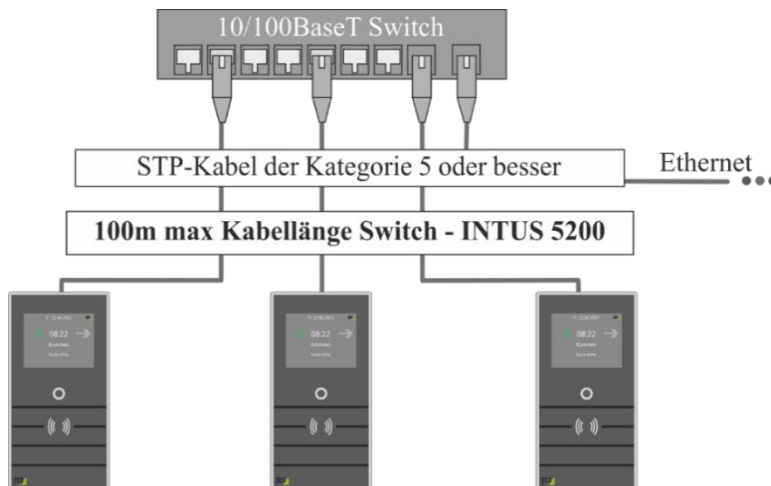 10/100BaseT Switch
STP-Kabel der Kategorie 5 oder besser
Ethernet
100m max Kabellänge Switch - INTUS 5200
08:22
08:22
08:22